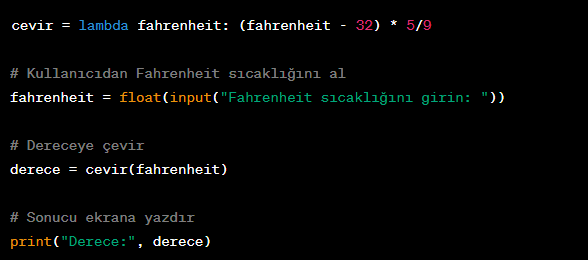 cevir = lambda fahrenheit: (fahrenheit - 32) * 5/9
# Kullanıcıdan Fahrenheit sıcaklığını al
fahrenheit = float(input("Fahrenheit sıcaklığını girin: "))
# Dereceye çevir
derece = cevir(fahrenheit)
# Sonucu ekrana yazdır
print("Derece:", derece)